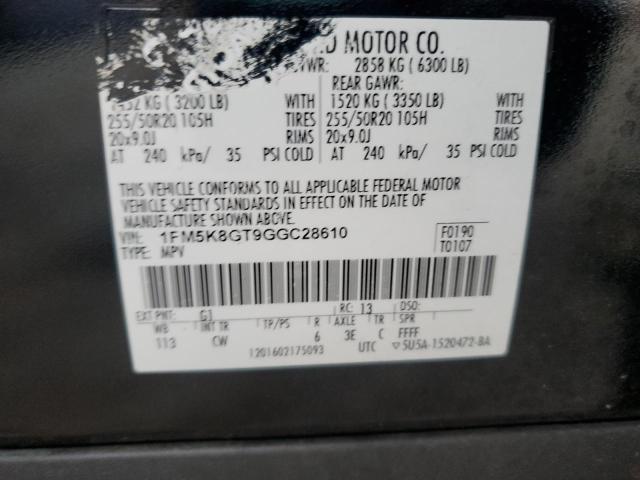 MOTOR CO.
2858 KG ( 6300 LB)
REAR GAWR:
KG ( 3200 LB) WITH 1520 KG ( 3350 LB) WITH
255/50R20 105H TIRES 255/50R20 105H TIRES
20x9.0J RIMS 20x9.0J RIMS
AT 240 kPa/ 35 PSI COLD AT 240 kPa/ 35 PSI COLD
THIS VEHICLE CONFORMS TO ALL APPLICABLE FEDERAL MOTOR
VEHICLE SAFETY STANDARDS IN EFFECT ON THE DATE OF
MANUFACTURE SHOWN ABOVE.
VIN: 1FM5K8GT9GGC28610 F0190
TYPE: MPV T0107
EXT PNT: G1 RC: 13 DSO:
WB INT TR TP/PS R AXLE TR SPR
113 CW 6 3E C FFFF
1201602175093 UTC ▽5U5A-1520472-BA